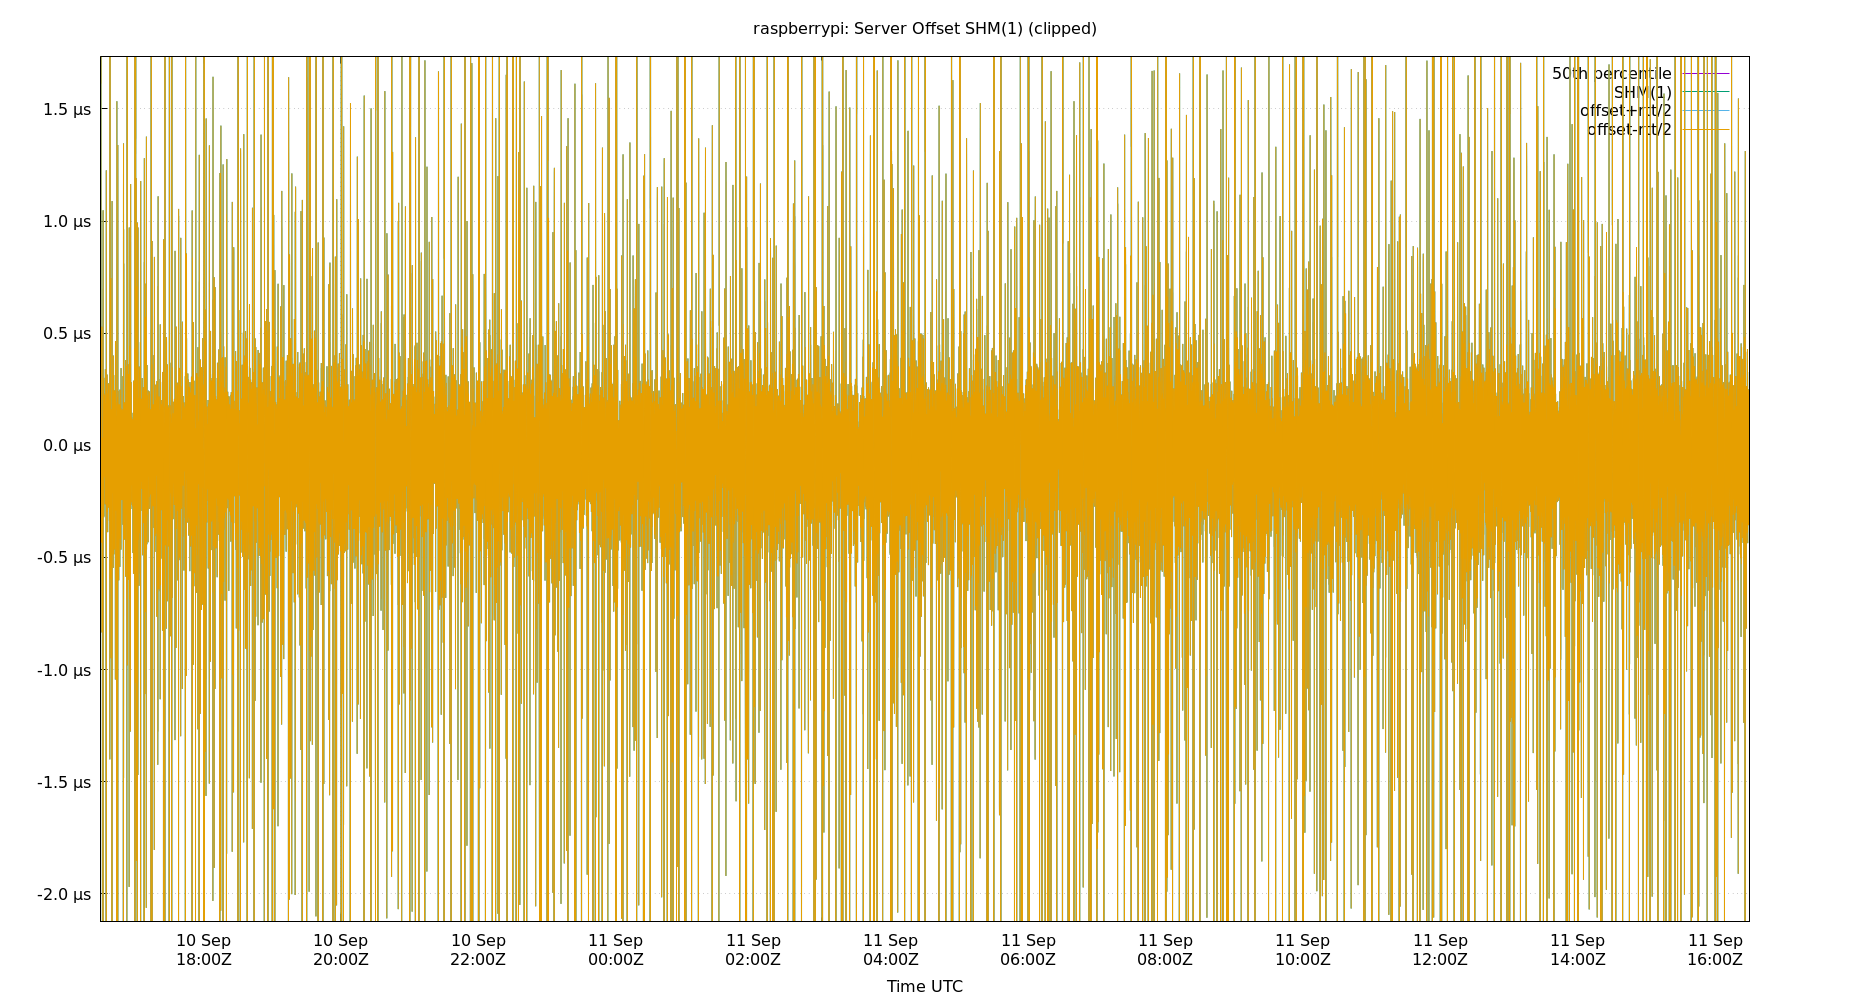 raspberrypi: Server Offset SHM(1) (clipped)
50th percentile
SHM(1)
offset+rtt/2
offset-rtt/2
1.5 µs
1.0 µs
0.5 µs
0.0 µs
-0.5 µs
-1.0 µs
-1.5 µs
-2.0 µs
10 Sep 10 Sep 10 Sep 11 Sep 11 Sep 11 Sep 11 Sep 11 Sep 11 Sep 11 Sep 11 Sep 11 Sep
18:00Z 20:00Z 22:00Z 00:00Z 02:00Z 04:00Z 06:00Z 08:00Z 10:00Z 12:00Z 14:00Z 16:00Z
Time UTC